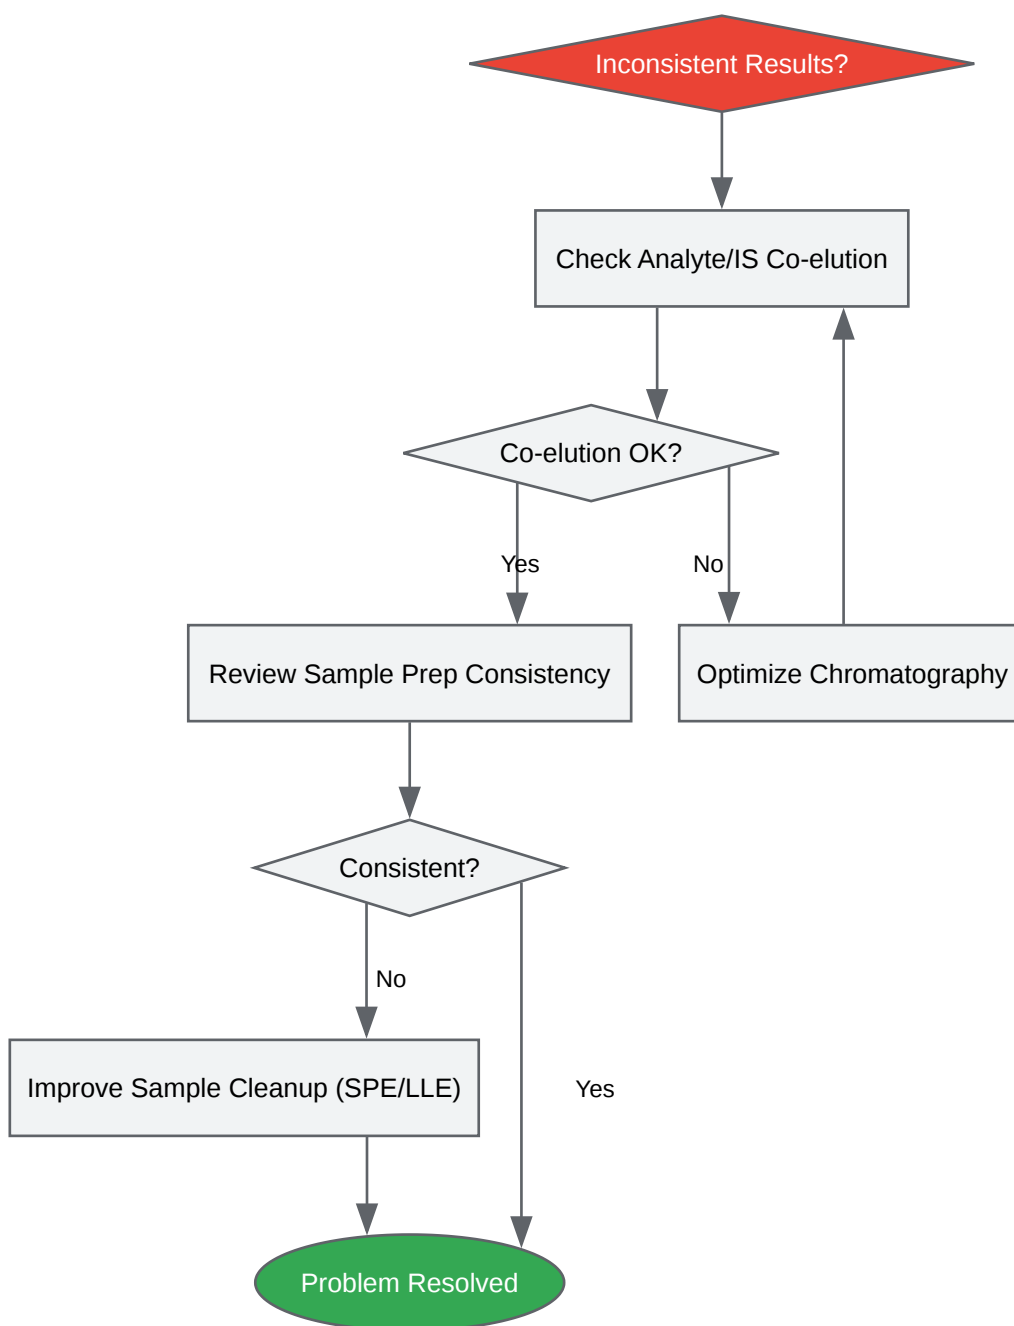 Inconsistent Results?
Check Analyte/IS Co-elution
Co-elution OK?
Yes
No
Review Sample Prep Consistency
Optimize Chromatography
Consistent?
No
Improve Sample Cleanup (SPE/LLE)
Yes
Problem Resolved